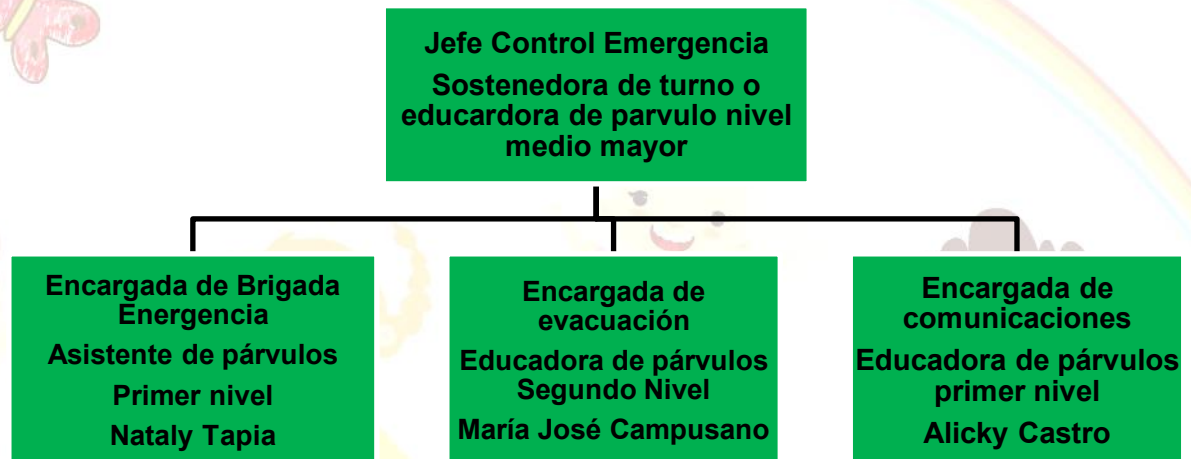 Jefe Control Emergencia
Sostenedora de turno o
educardora de parvulo nivel
medio mayor
Encargada de Brigada
Energencia
Asistente de párvulos
Primer nivel
Nataly Tapia
Encargada de
evacuación
Educadora de párvulos
Segundo Nivel
María José Campusano
Encargada de
comunicaciones
Educadora de párvulos
primer nivel
Alicky Castro